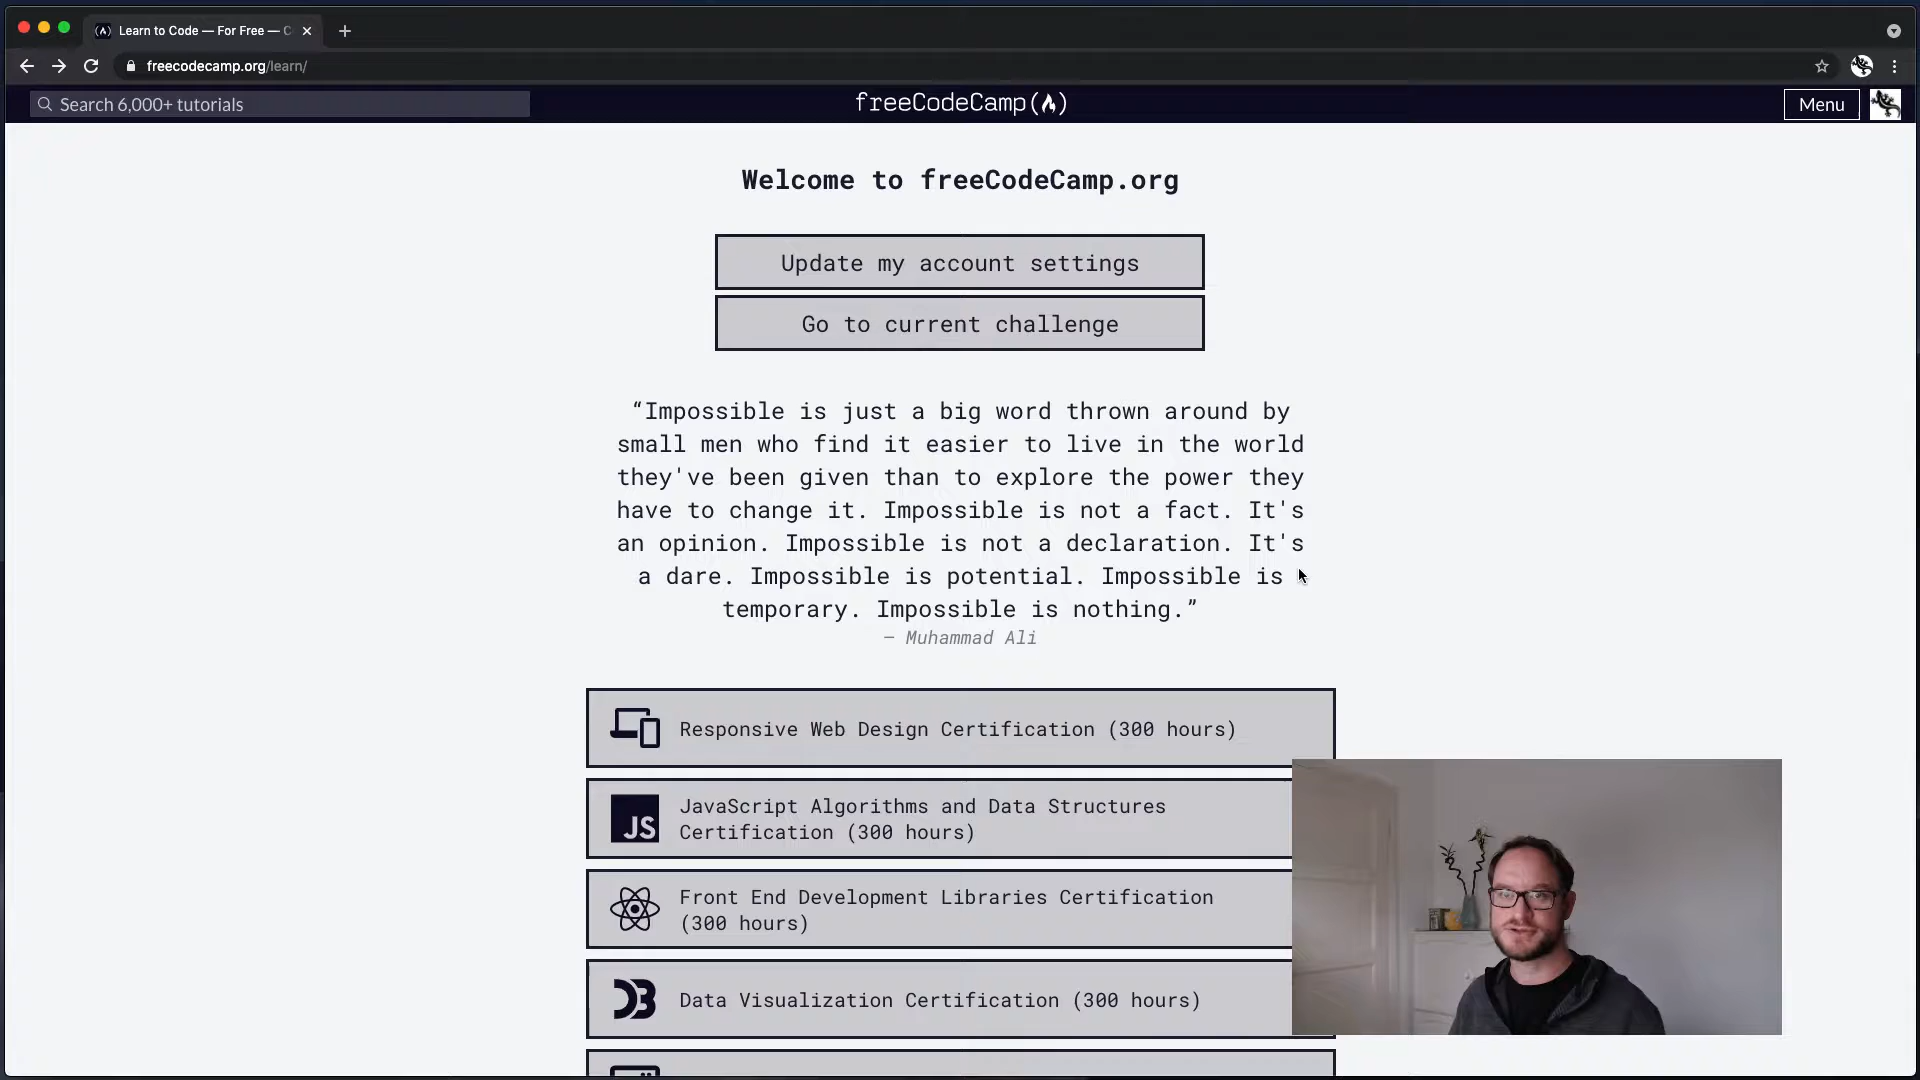 Learn to Code — For Free — C
freecodecamp.org/learn/
Search 6,000+ tutorials
freeCodeCamp
Menu
Welcome to freeCodeCamp.org
Update my account settings
Go to current challenge
“Impossible is just a big word thrown around by
small men who find it easier to live in the world
they've been given than to explore the power they
have to change it. Impossible is not a fact. It's
an opinion. Impossible is not a declaration. It's
a dare. Impossible is potential. Impossible is
temporary. Impossible is nothing.”
— Muhammad Ali
Responsive Web Design Certification (300 hours)
JS
JavaScript Algorithms and Data Structures
Certification (300 hours)
Front End Development Libraries Certification
(300 hours)
Data Visualization Certification (300 hours)